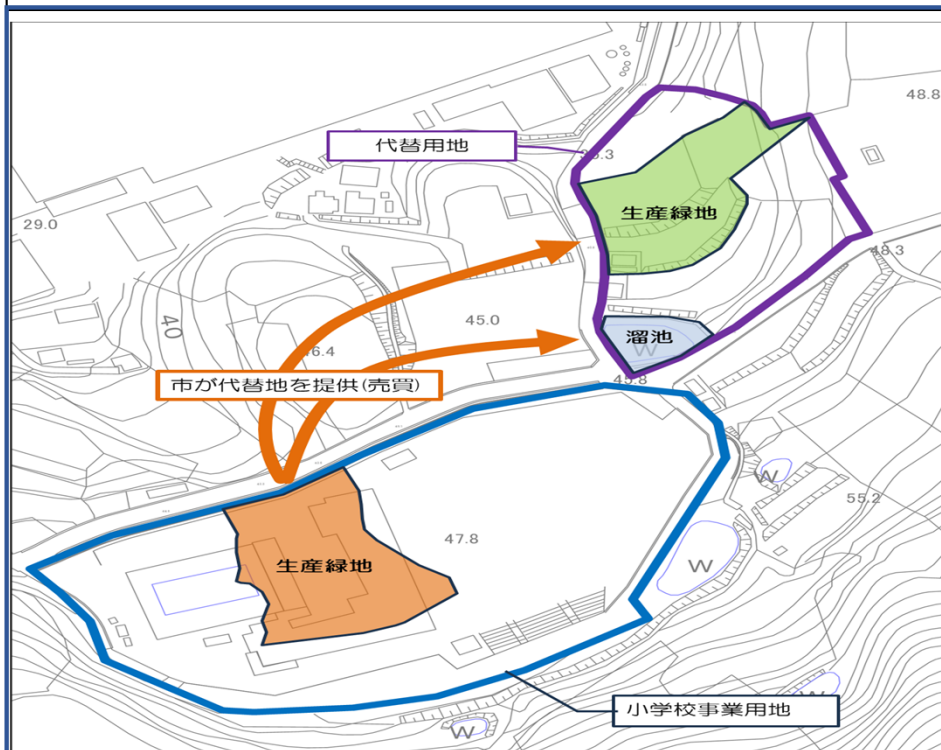 48.8
代替用地
生産緑地
29.0
48.3
40
45.0
溜池
W
市が代替地を提供(売買)
45.8
W
55.2
47.8
生産緑地
W
小学校事業用地
W
W